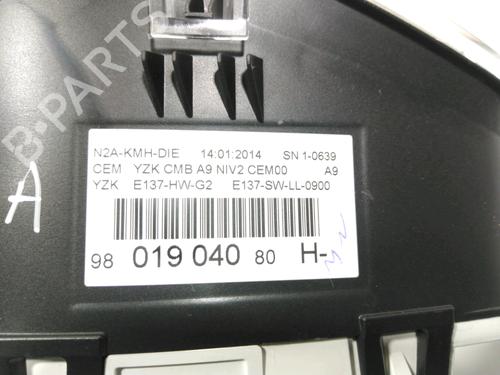 B-PARTS
N2A-KMH-DIE 14:01:2014 SN 1-0639
CEM YZK CMB A9 NIV2 CEM00 A9
YZK E137-HW-G2 E137-SW-LL-0900
98 019 040 80 H-
A